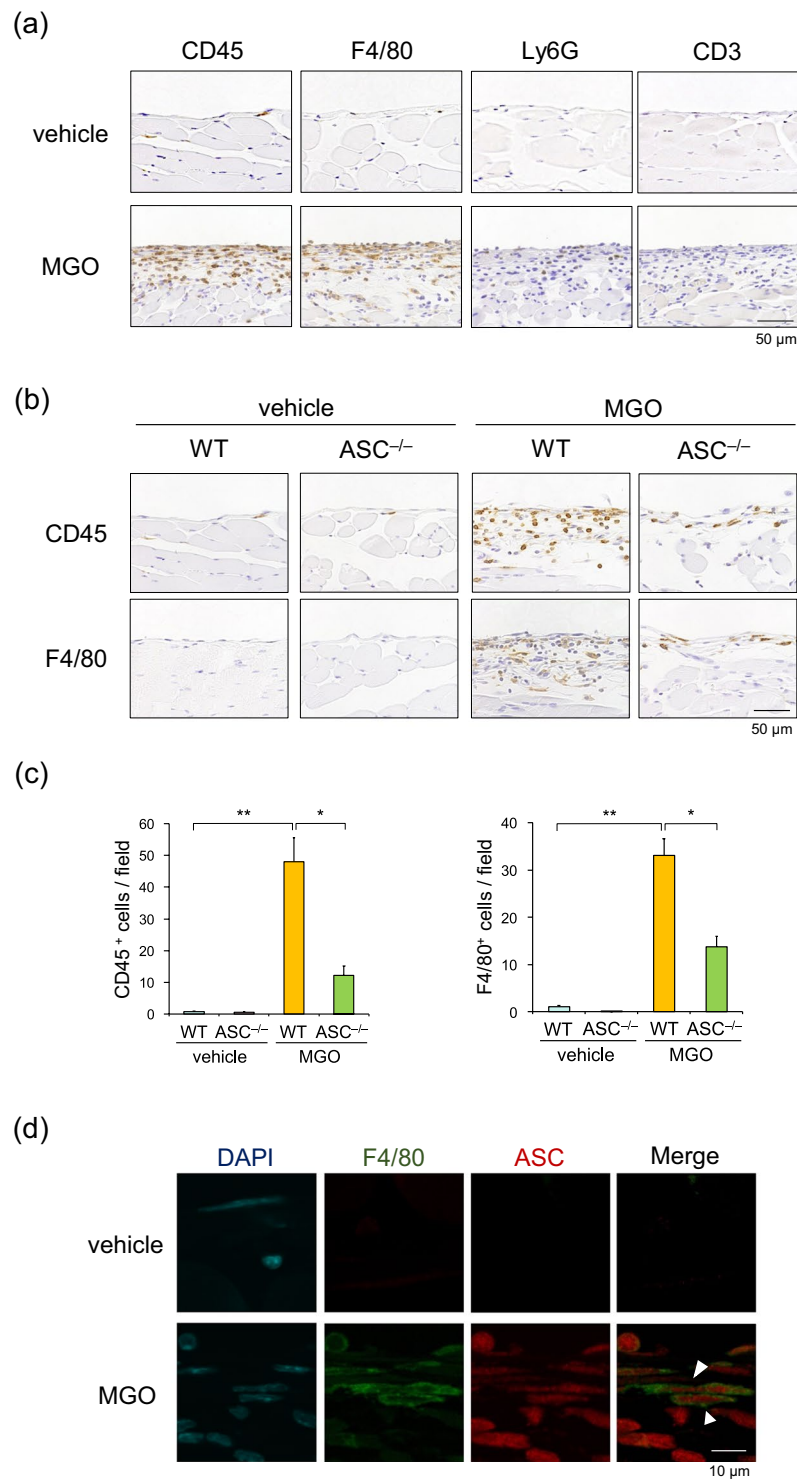 (a)
CD45 F4/80 Ly6G CD3
vehicle
MGO
50 µm
(b)
vehicle MGO
WT ASC–/– WT ASC–/–
CD45
F4/80
50 µm
(c)
** *
60
50
40
30
20
10
0
CD45+ cells / field
WT ASC–/– WT ASC–/–
vehicle MGO
** *
40
30
20
10
0
F4/80+ cells / field
WT ASC–/– WT ASC–/–
vehicle MGO
(d)
DAPI F4/80 ASC Merge
vehicle
MGO
10 µm